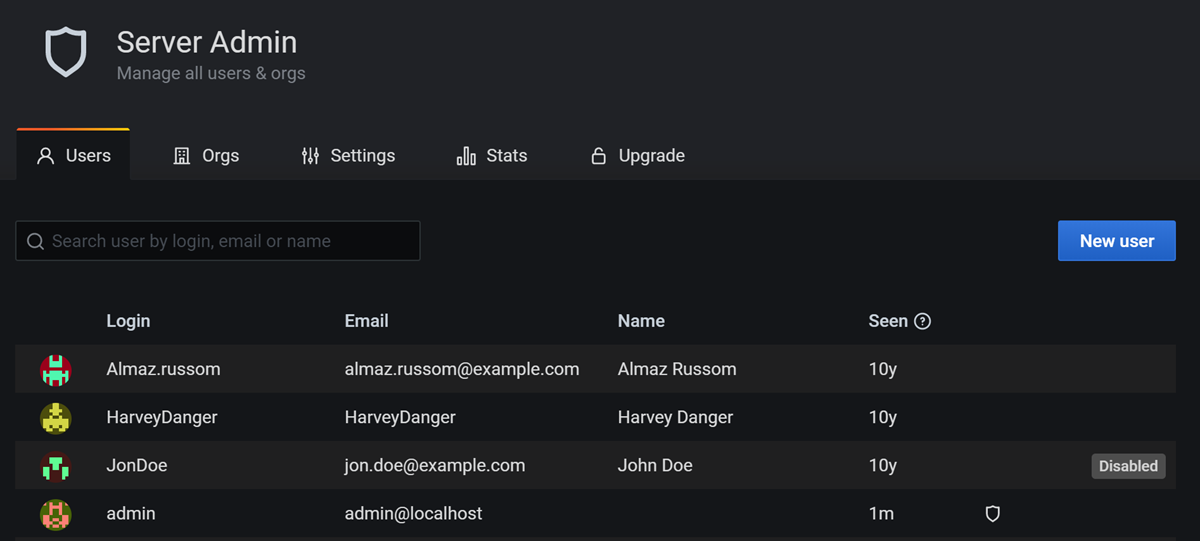 Server Admin
Manage all users & orgs
Users Orgs Settings Stats Upgrade
Search user by login, email or name New user
Login Email Name Seen ?
Almaz.russom almaz.russom@example.com Almaz Russom 10y
HarveyDanger HarveyDanger Harvey Danger 10y
JonDoe jon.doe@example.com John Doe 10y Disabled
admin admin@localhost 1m